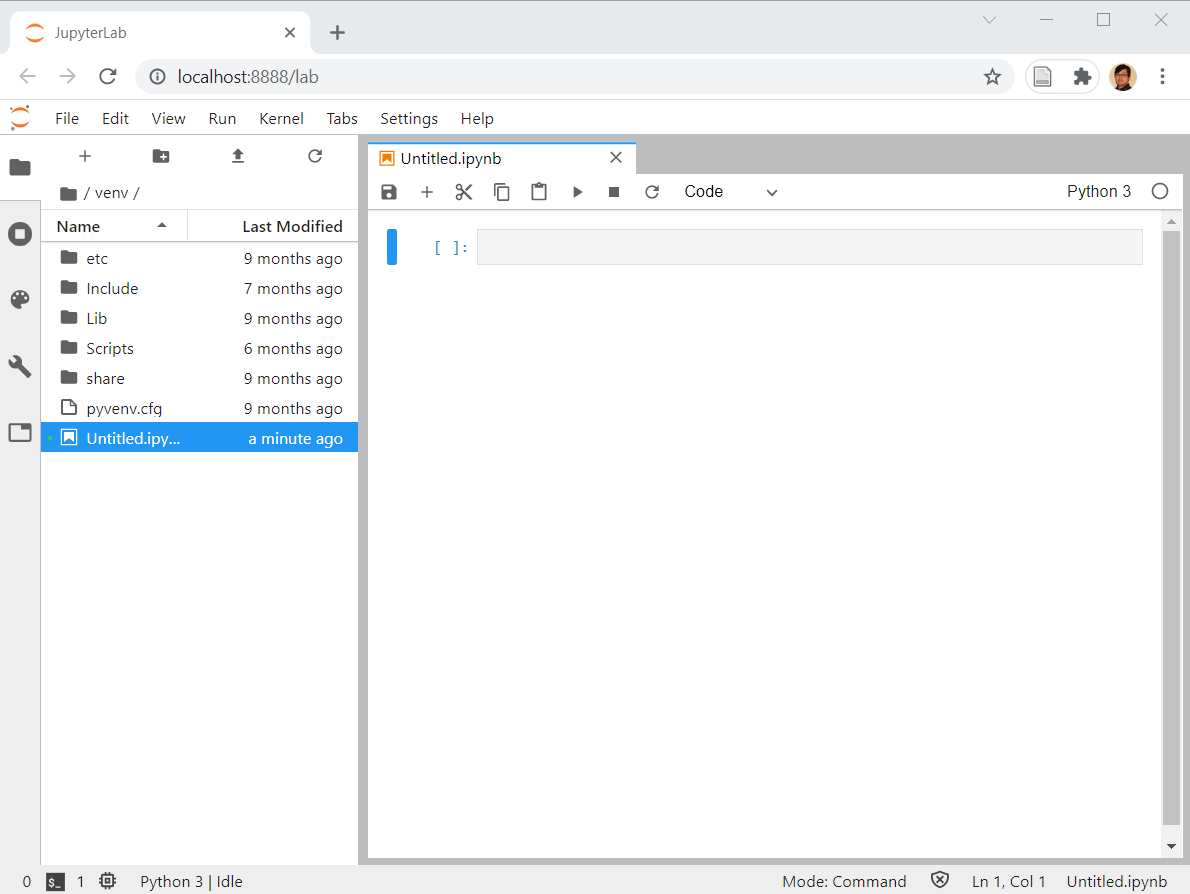 JupyterLab
localhost:8888/lab
File Edit View Run Kernel Tabs Settings Help
Untitled.ipynb
/ venv /
Code Python 3
Name Last Modified
[ ]:
etc 9 months ago
Include 7 months ago
Lib 9 months ago
Scripts 6 months ago
share 9 months ago
pyvenv.cfg 9 months ago
Untitled.ipy... a minute ago
0 $_ 1 Python 3 | Idle Mode: Command Ln 1, Col 1 Untitled.ipynb